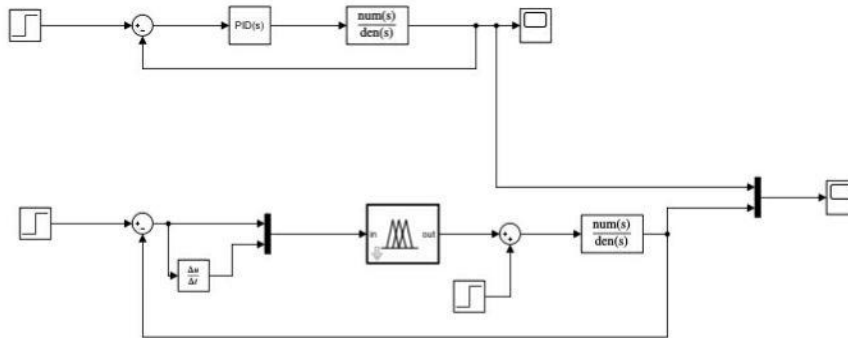 PID(s)
num(s)
den(s)
+
−
+
−
in
out
+
+
num(s)
den(s)
Δu
Δt